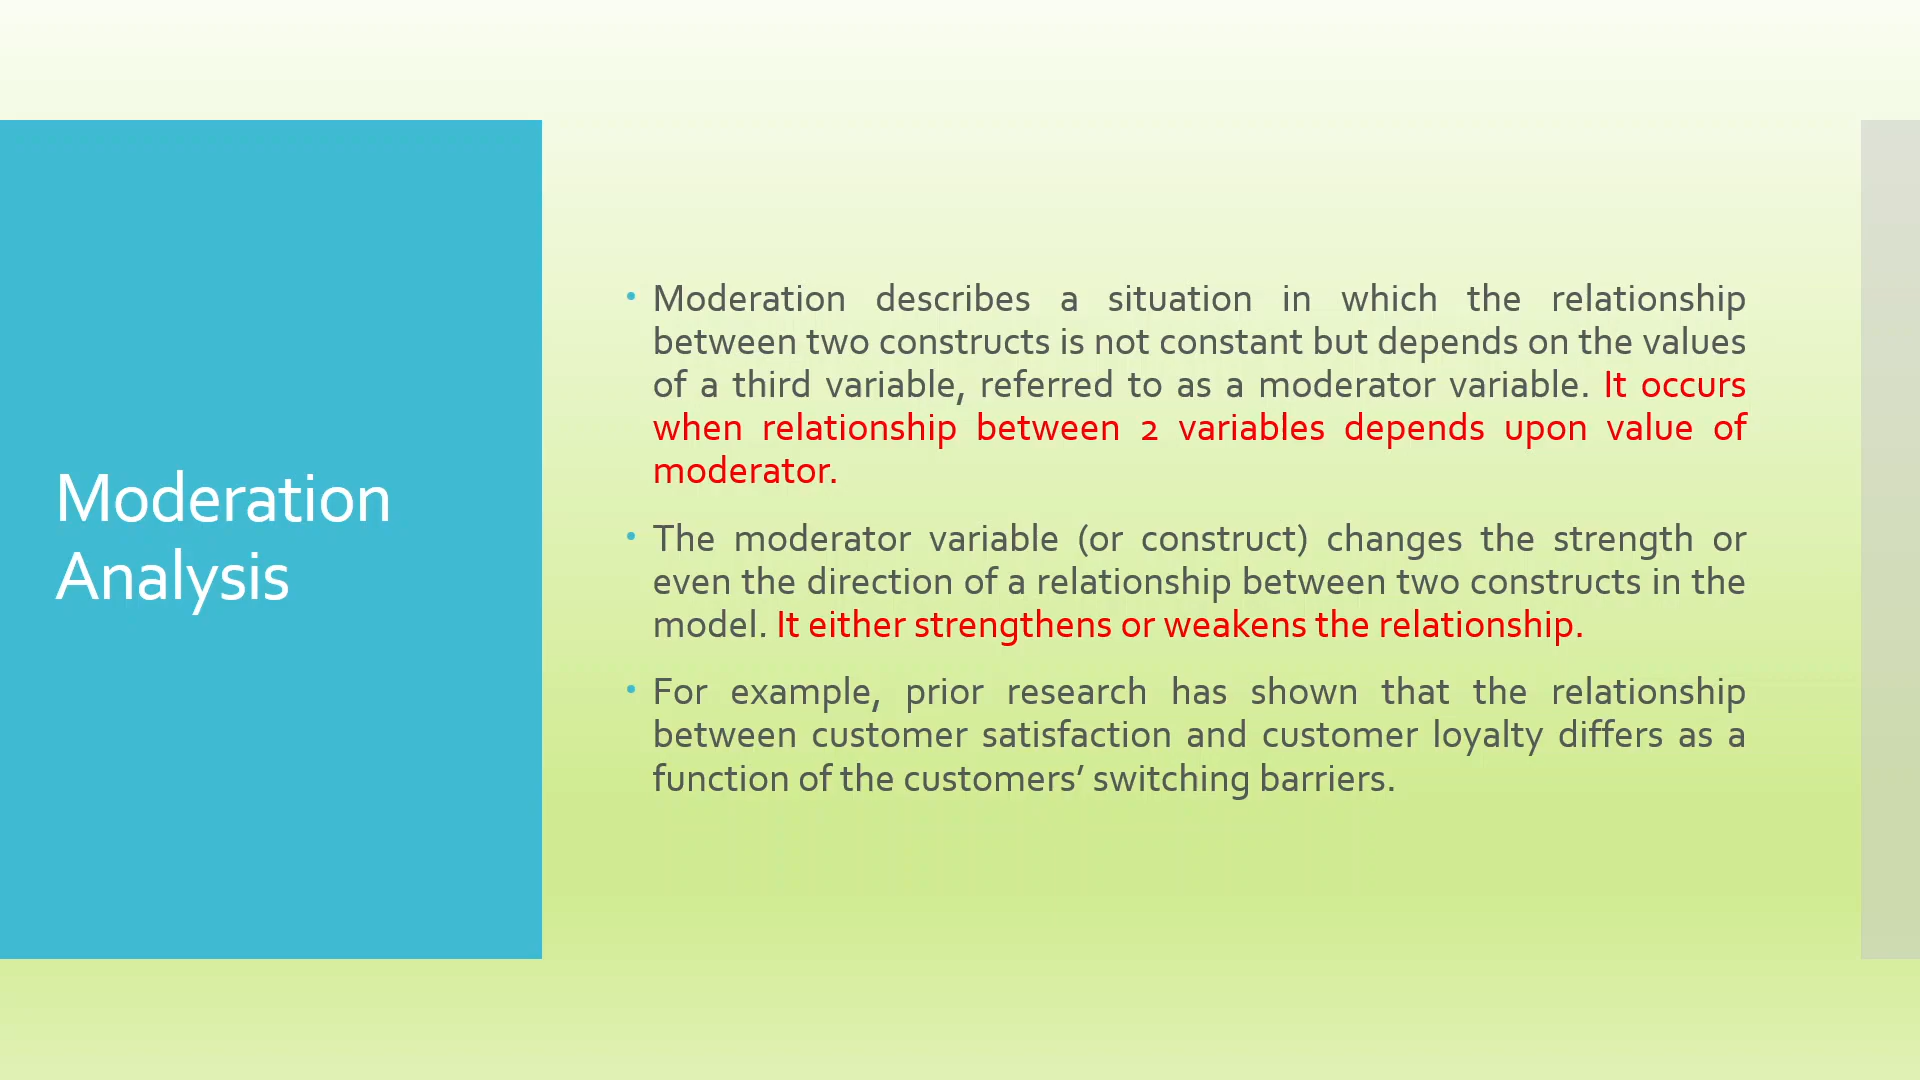 Moderation
Analysis
• Moderation describes a situation in which the relationship
between two constructs is not constant but depends on the values
of a third variable, referred to as a moderator variable. It occurs
when relationship between 2 variables depends upon value of
moderator.
• The moderator variable (or construct) changes the strength or
even the direction of a relationship between two constructs in the
model. It either strengthens or weakens the relationship.
• For example, prior research has shown that the relationship
between customer satisfaction and customer loyalty differs as a
function of the customers’ switching barriers.